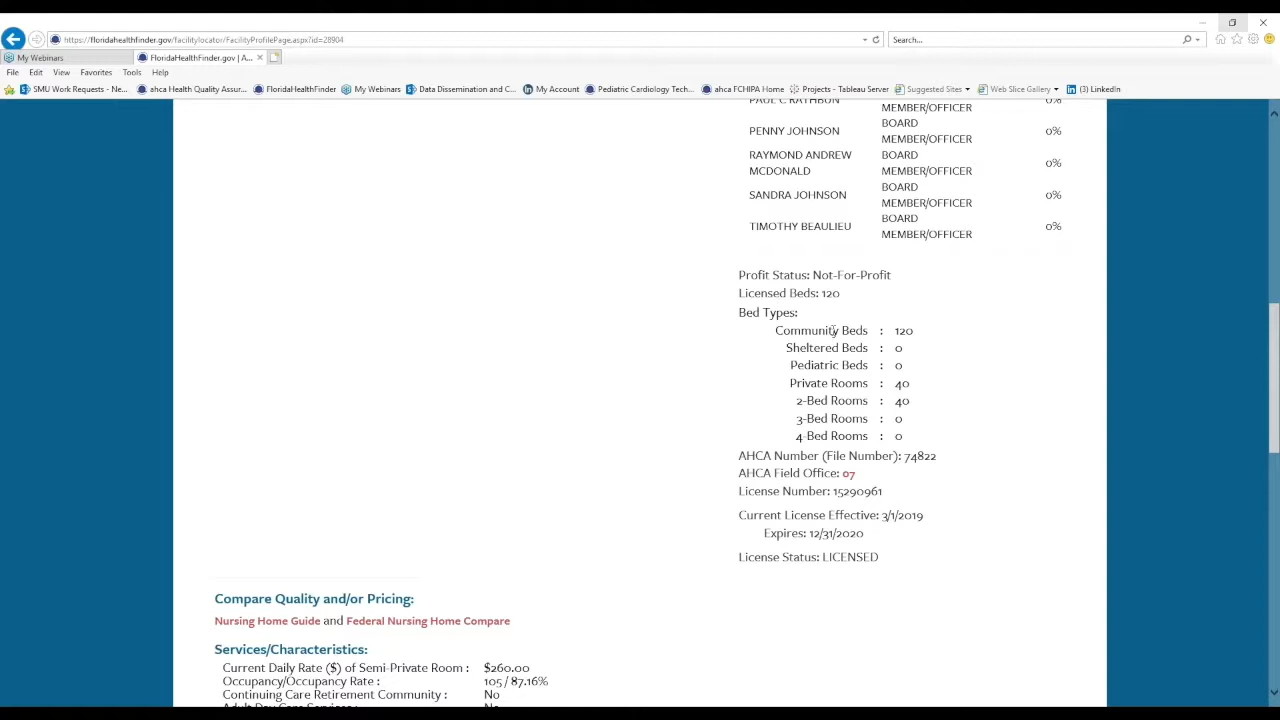 https://floridahealthfinder.gov/facilitylocator/FacilityProfilePage.aspx?id=28904
Search...
My Webinars
FloridaHealthFinder.gov | A...
File Edit View Favorites Tools Help
SMU Work Requests - Ne... ahca Health Quality Assur... FloridaHealthFinder My Webinars Data Dissemination and C... My Account Pediatric Cardiology Tech... ahca FCHIPA Home Projects - Tableau Server Suggested Sites Web Slice Gallery (3) LinkedIn
PAUL C RATHBUN MEMBER/OFFICER 0%
PENNY JOHNSON BOARD MEMBER/OFFICER 0%
RAYMOND ANDREW MCDONALD BOARD MEMBER/OFFICER 0%
SANDRA JOHNSON BOARD MEMBER/OFFICER 0%
TIMOTHY BEAULIEU BOARD MEMBER/OFFICER 0%
Profit Status: Not-For-Profit
Licensed Beds: 120
Bed Types:
Community Beds : 120
Sheltered Beds : 0
Pediatric Beds : 0
Private Rooms : 40
2-Bed Rooms : 40
3-Bed Rooms : 0
4-Bed Rooms : 0
AHCA Number (File Number): 74822
AHCA Field Office: 07
License Number: 15290961
Current License Effective: 3/1/2019
Expires: 12/31/2020
License Status: LICENSED
Compare Quality and/or Pricing:
Nursing Home Guide and Federal Nursing Home Compare
Services/Characteristics:
Current Daily Rate ($) of Semi-Private Room : $260.00
Occupancy/Occupancy Rate : 105 / 87.16%
Continuing Care Retirement Community : No
Adult Day Care Services : No